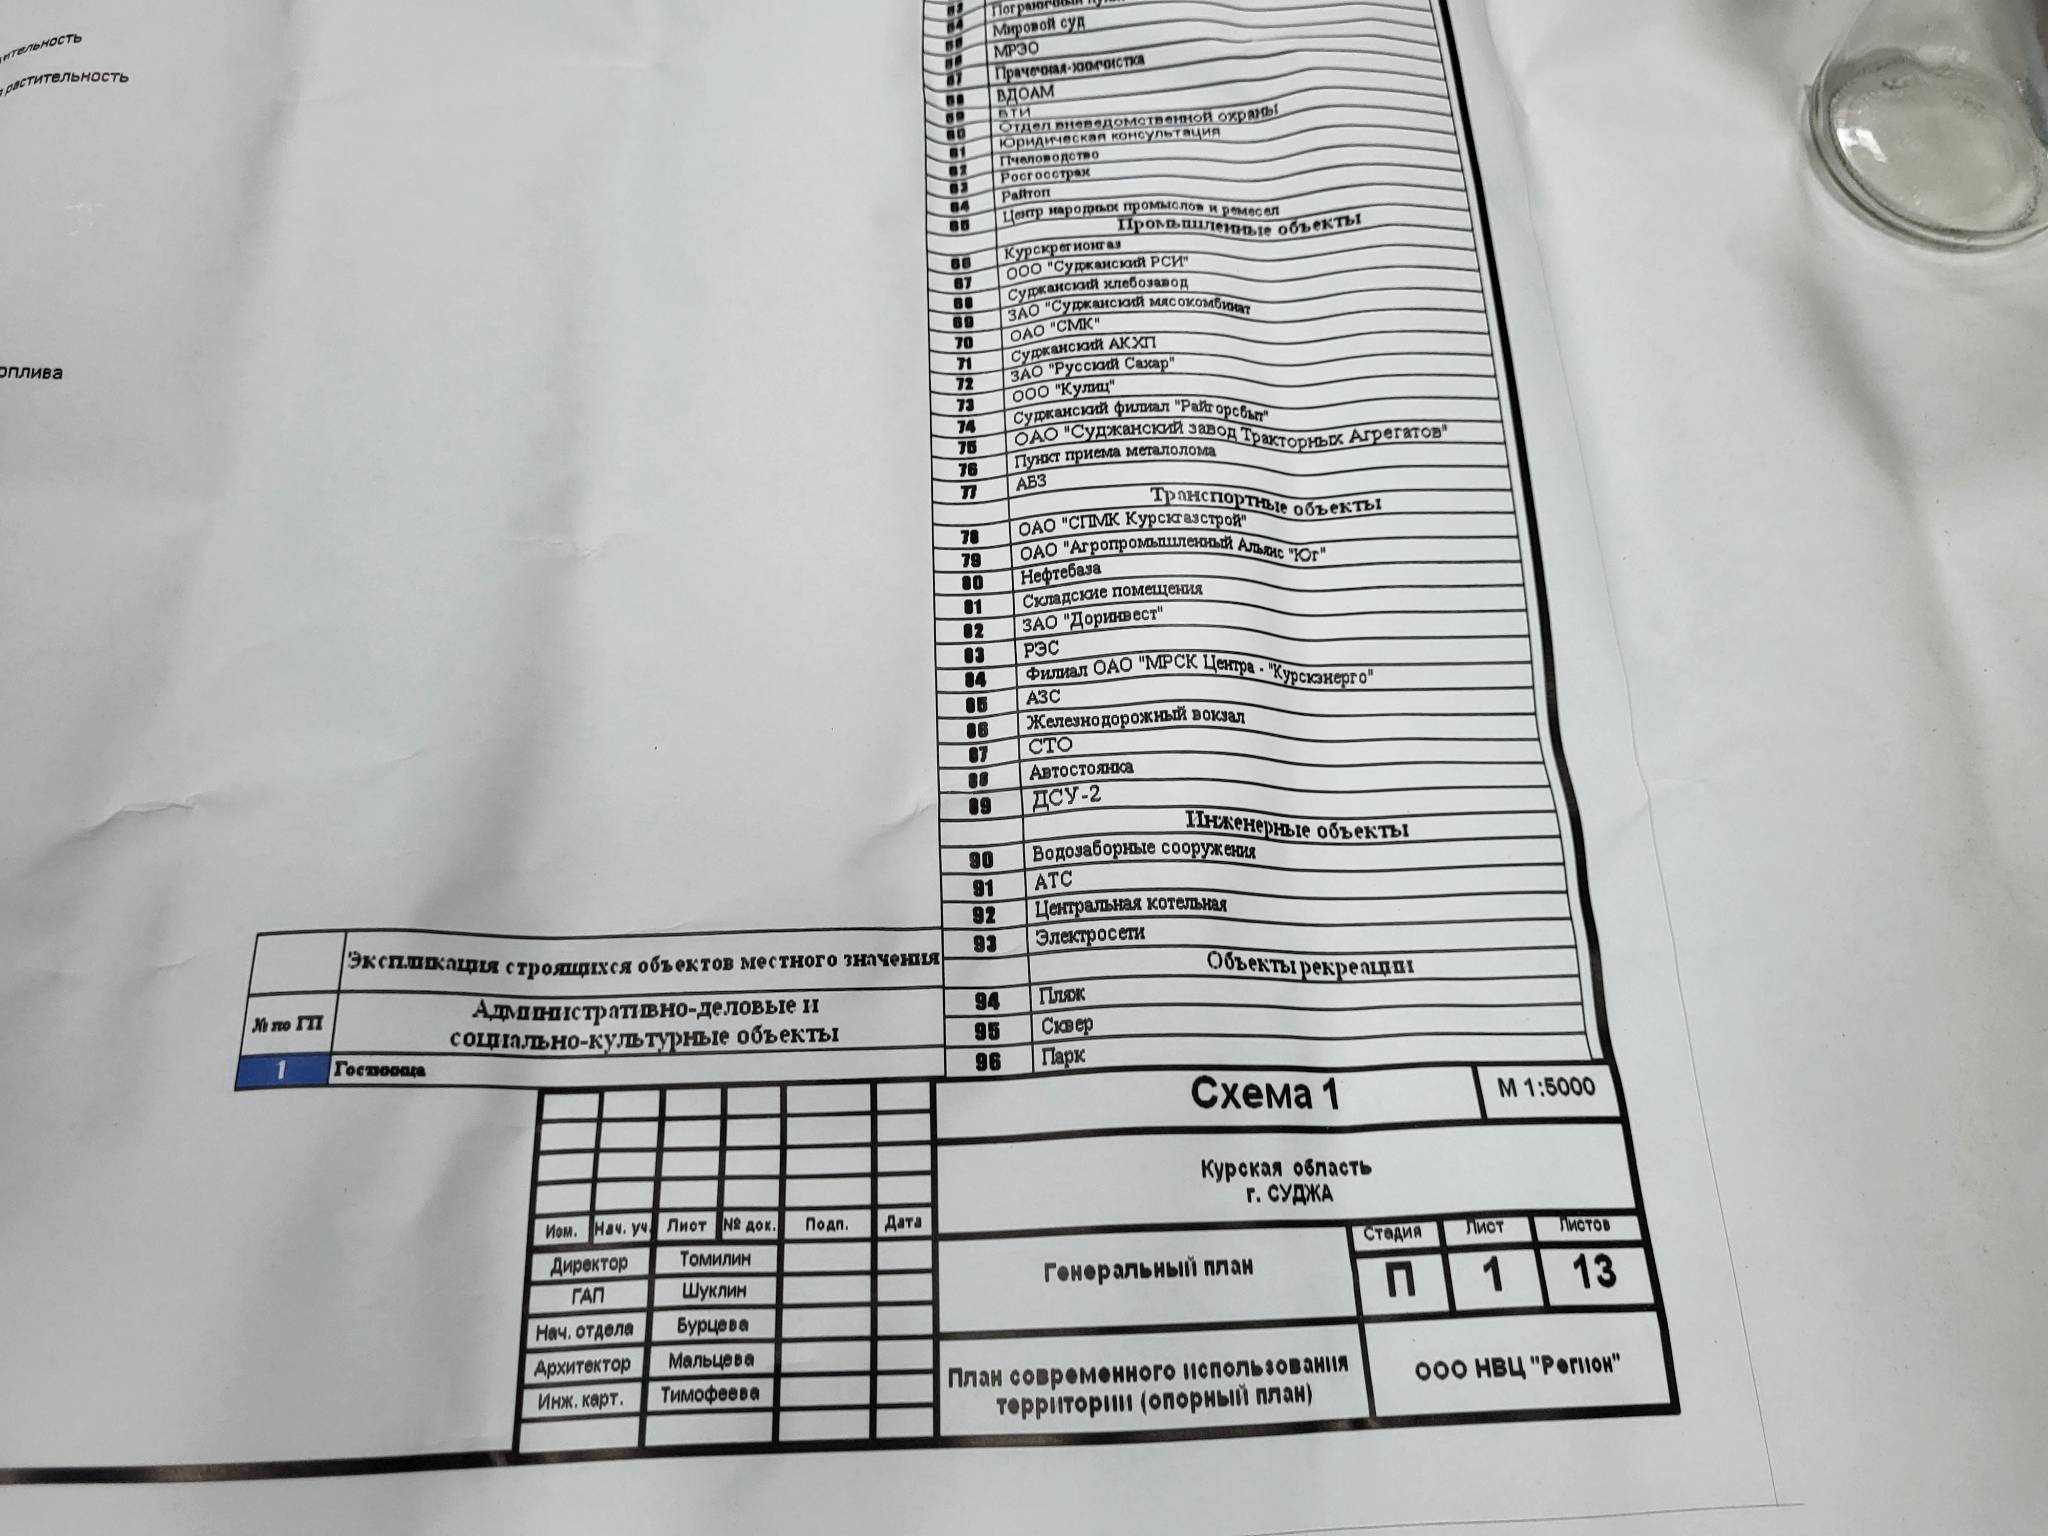 растительность
оплива
53
54 Мировой суд
55 МРЭО
56 Прачечная-химчистка
57
58 ВДОАМ
59 БТИ
60 Отдел вневедомственной охраны
61 Юридическая консультация
62 Пчеловодство
63 Росгосстрах
64 Райтоп
65 Центр народных промыслов и ремесел
Промышленные объекты
66 Курскрегионгаз
67 ООО "Суджанский РСИ"
68 Суджанский хлебозавод
69 ЗАО "Суджанский мясокомбинат
70 ОАО "СМК"
71 Суджанский АКХП
72 ЗАО "Русский Сахар"
73 ООО "Кулиц"
74 Суджанский филиал "Райгорсбыт"
75 ОАО "Суджанский завод Тракторных Агрегатов"
76 Пункт приема металолома
77 АБЗ
Транспортные объекты
78 ОАО "СПМК Курскгазстрой"
79 ОАО "Агропромышленный Альянс "Юг"
80 Нефтебаза
81 Складские помещения
82 ЗАО "Доринвест"
83 РЭС
84 Филиал ОАО "МРСК Центра - "Курскэнерго"
85 АЗС
86 Железнодорожный вокзал
87 СТО
88 Автостоянка
89 ДСУ-2
Инженерные объекты
90 Водозаборные сооружения
91 АТС
92 Центральная котельная
93 Электросети
Объекты рекреации
94 Пляж
95 Сквер
96 Парк
Экспликация строящихся объектов местного значения
№ по ГП
Административно-деловые и
социально-культурные объекты
1 Гостиница
Схема 1 М 1:5000
Курская область
г. СУДЖА
Изм. Нач. уч. Лист № док. Подп. Дата
Директор Томилин
ГАП Шуклин
Нач. отдела Бурцева
Архитектор Мальцева
Инж. карт. Тимофеева
Генеральный план
Стадия Лист Листов
П 1 13
План современного использования
территории (опорный план)
ООО НВЦ "Регион"